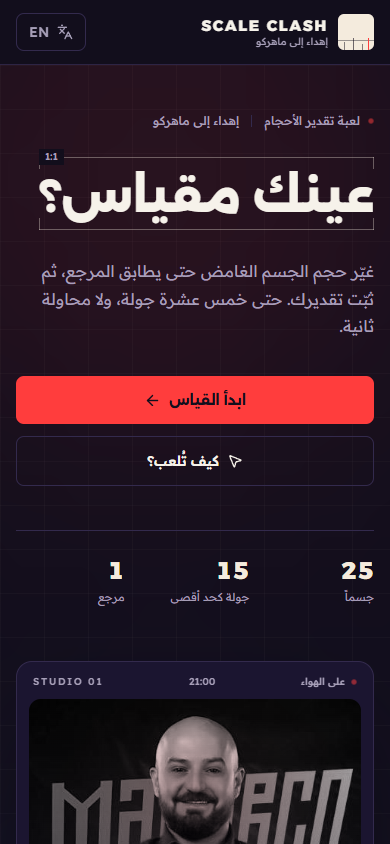 SCALE CLASH
إهداء إلى ماهركو
EN
لعبة تقدير الأحجام
إهداء إلى ماهركو
1:1
عينك مقياس؟
غيّر حجم الجسم الغامض حتى يطابق المرجع، ثم
ثبّت تقديرك. حتى خمس عشرة جولة، ولا محاولة
ثانية.
ابدأ القياس
كيف تُلعب؟
25
جسماً
15
جولة كحد أقصى
1
مرجع
على الهواء
21:00
STUDIO 01